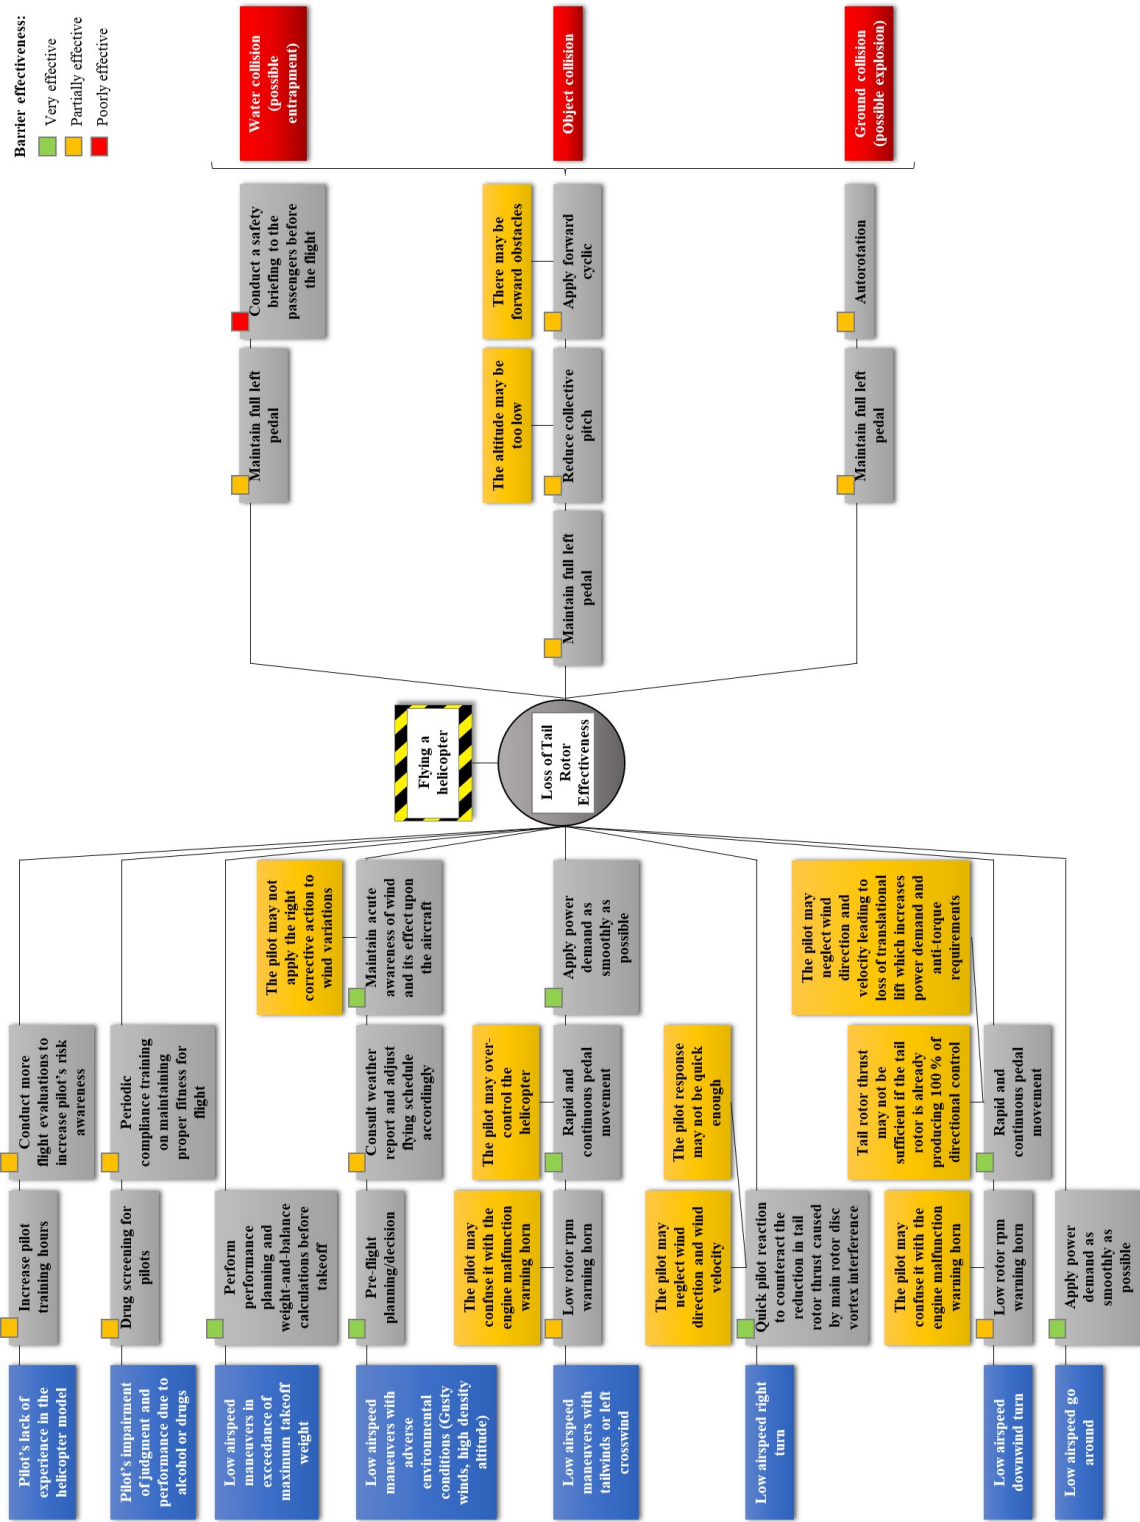 Barrier effectiveness:
Very effective
Partially effective
Poorly effective
Pilot's lack of
experience in the
helicopter model
Increase pilot
training hours
Conduct more
flight evaluations to
increase pilot's risk
awareness
Pilot's impairment
of judgment and
performance due to
alcohol or drugs
Drug screening for
pilots
Periodic
compliance training
on maintaining
proper fitness for
flight
Low airspeed
maneuvers in
exceedance of
maximum takeoff
weight
Perform
performance
planning and
weight-and-balance
calculations before
takeoff
Low airspeed
maneuvers with
adverse
environmental
conditions (Gusty
winds, high density
altitude)
Pre-flight
planning/decision
Consult weather
report and adjust
flying schedule
accordingly
The pilot may not
apply the right
corrective action to
wind variations
Maintain acute
awareness of wind
and its effect upon
the aircraft
Low airspeed
maneuvers with
tailwinds or left
crosswind
The pilot may
confuse it with the
engine malfunction
warning horn
Low rotor rpm
warning horn
The pilot may over-
control the
helicopter
Rapid and
continuous pedal
movement
Apply power
demand as
smoothly as
possible
Low airspeed right
turn
The pilot may
neglect wind
direction and wind
velocity
The pilot response
may not be quick
enough
Quick pilot reaction
to counteract the
reduction in tail
rotor thrust caused
by main rotor disc
vortex interference
Low airspeed
downwind turn
The pilot may
confuse it with the
engine malfunction
warning horn
Low rotor rpm
warning horn
Tail rotor thrust
may not be
sufficient if the tail
rotor is already
producing 100 % of
directional control
The pilot may
neglect wind
direction and
velocity leading to
loss of translational
lift which increases
power demand and
anti-torque
requirements
Rapid and
continuous pedal
movement
Low airspeed go
around
Apply power
demand as
smoothly as
possible
Flying a
helicopter
Loss of Tail
Rotor
Effectiveness
Maintain full left
pedal
Conduct a safety
briefing to the
passengers before
the flight
Water collision
(possible
entrapment)
Maintain full left
pedal
The altitude may be
too low
Reduce collective
pitch
There may be
forward obstacles
Apply forward
cyclic
Object collision
Maintain full left
pedal
Autorotation
Ground collision
(possible explosion)